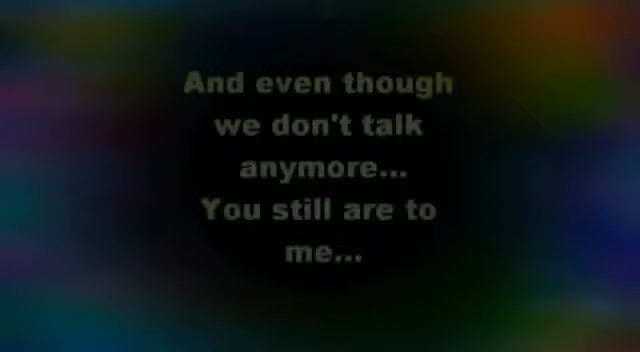 And even though
we don't talk
anymore...
You still are to
me...